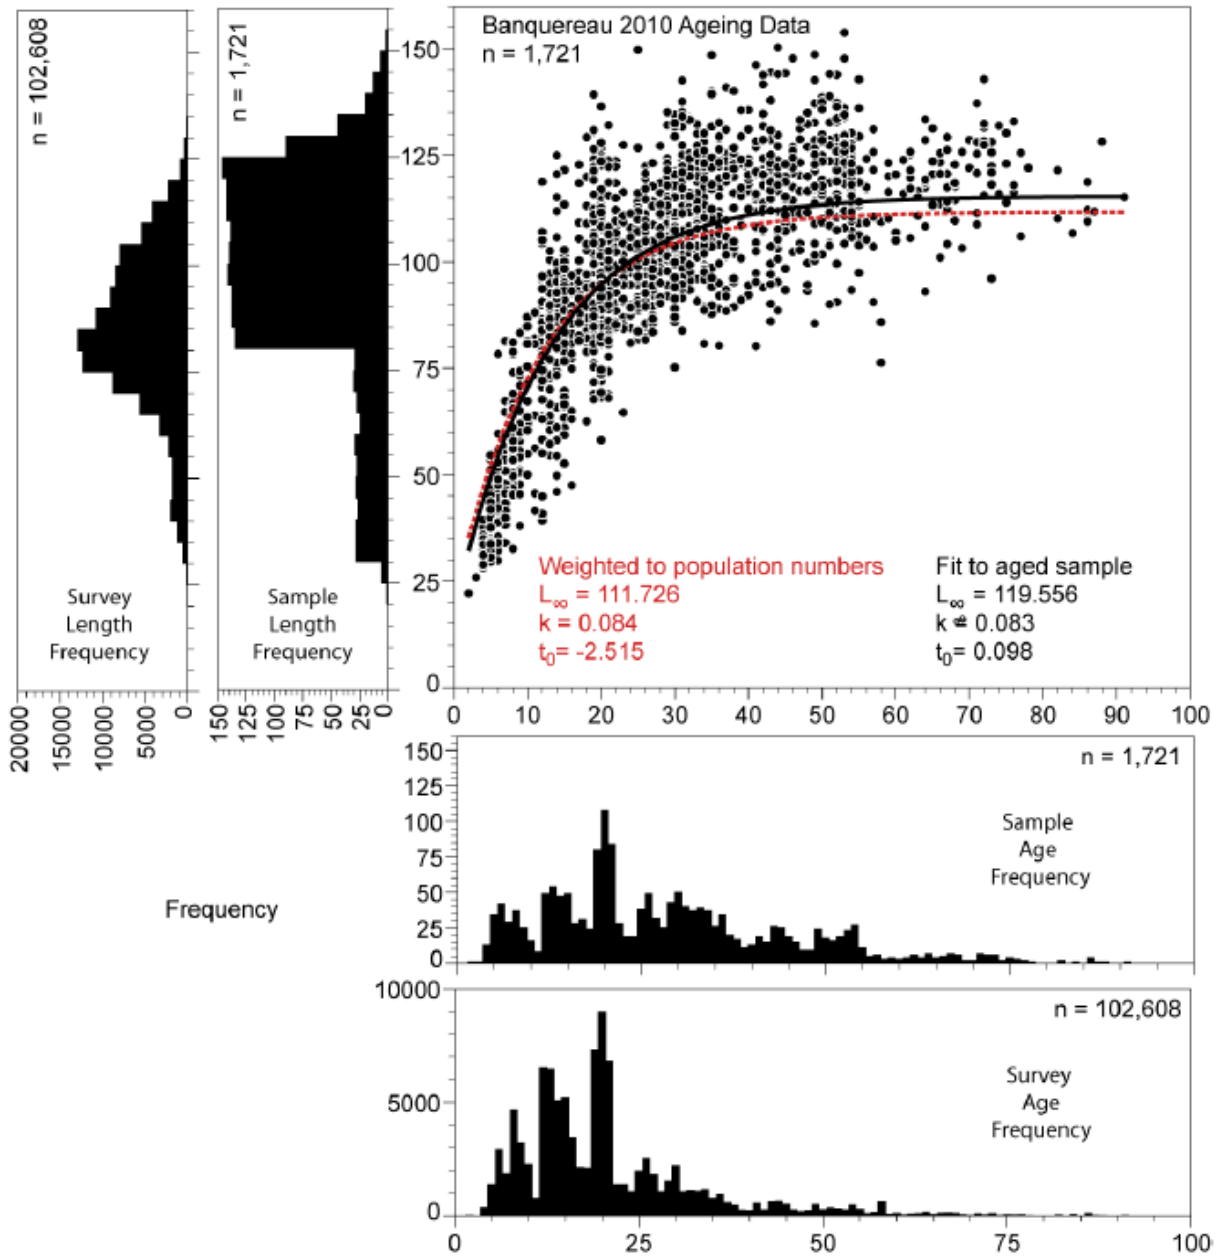 n = 102,608
Survey
Length
Frequency
20000
15000
10000
5000
0
n = 1,721
Sample
Length
Frequency
150
125
100
75
50
25
0
Banquereau 2010 Ageing Data
n = 1,721
150
125
100
75
50
25
0
Weighted to population numbers
L∞ = 111.726
k = 0.084
t₀= -2.515
Fit to aged sample
L∞ = 119.556
k = 0.083
t₀= 0.098
0 10 20 30 40 50 60 70 80 90 100
n = 1,721
150
125
100
75
50
25
0
Sample
Age
Frequency
Frequency
10000
5000
0
n = 102,608
Survey
Age
Frequency
0 25 50 75 100